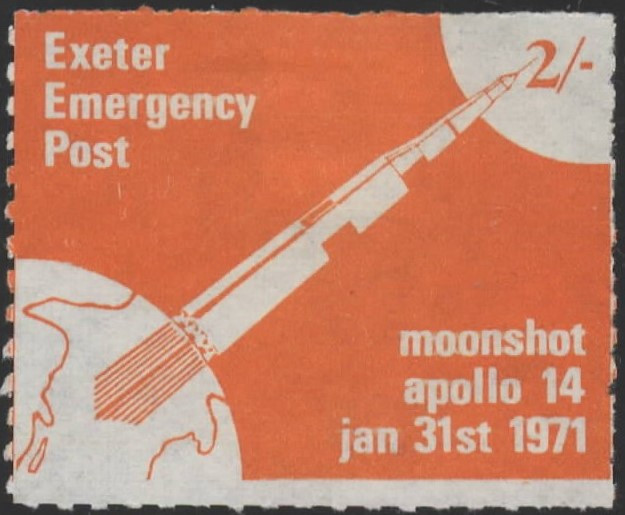 Exeter
Emergency
Post
2/-
moonshot
apollo 14
jan 31st 1971